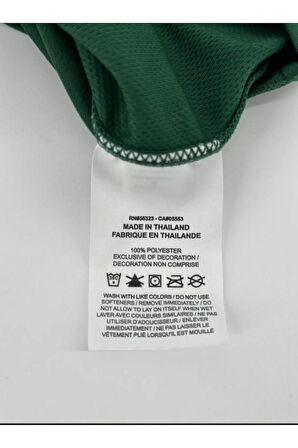 RN#56323 - CA#05553
MADE IN THAILAND
FABRIQUE EN THAILANDE
100% POLYESTER
EXCLUSIVE OF DECORATION /
DECORATION NON COMPRISE
WASH WITH LIKE COLORS / DO NOT USE
SOFTENERS / REMOVE IMMEDIATELY / DO
NOT ALLOW TO LAY ON ITSELF WHEN WET
LAVER AVEC COULEURS SIMILAIRES / NE PAS
UTILISER D'ADOUCISSANT / ENLEVER
IMMEDIATEMENT / NE PAS LAISSER LE
VÊTEMENT PLIÉ LORSQU'IL EST MOUILLÉ